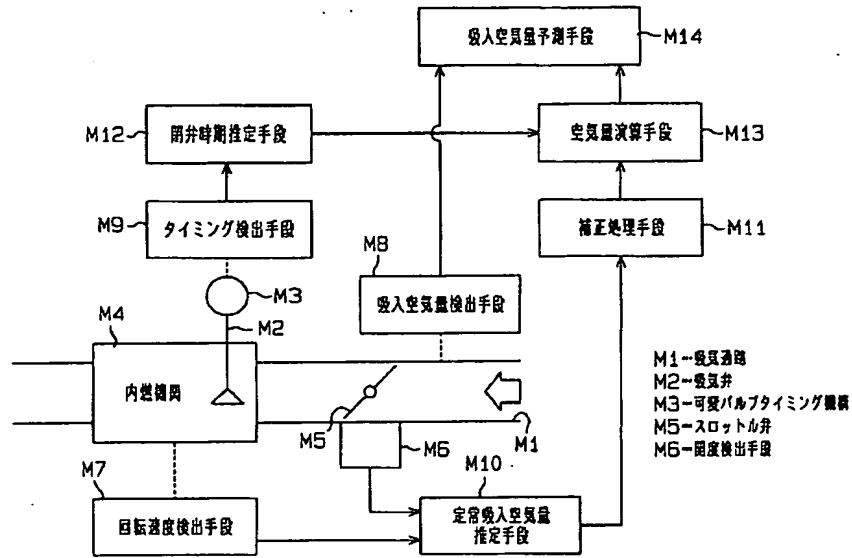 吸入空気量予測手段
M14
M12
閉弁時期推定手段
空気量演算手段
M13
M9
タイミング検出手段
補正処理手段
M11
M8
M3
吸入空気量検出手段
M4
M2
内燃機関
M1-吸気通路
M2-吸気弁
M3-可変バルブタイミング機構
M5-スロットル弁
M6-開度検出手段
M5
M6
M1
M7
M10
回転速度検出手段
定常吸入空気量
推定手段